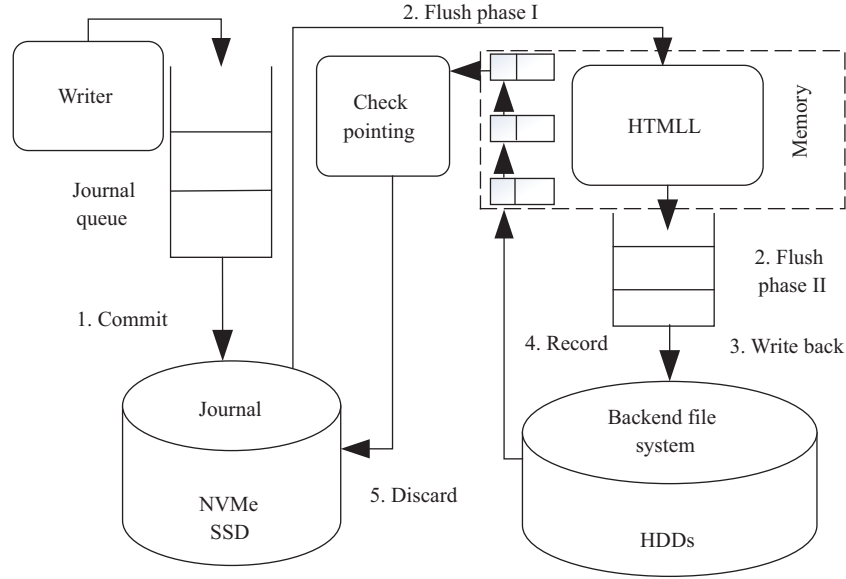 2. Flush phase I
Writer
Check
pointing
HTMLL
Memory
Journal
queue
2. Flush
phase II
1. Commit
4. Record
3. Write back
Journal
Backend file
system
5. Discard
NVMe
SSD
HDDs